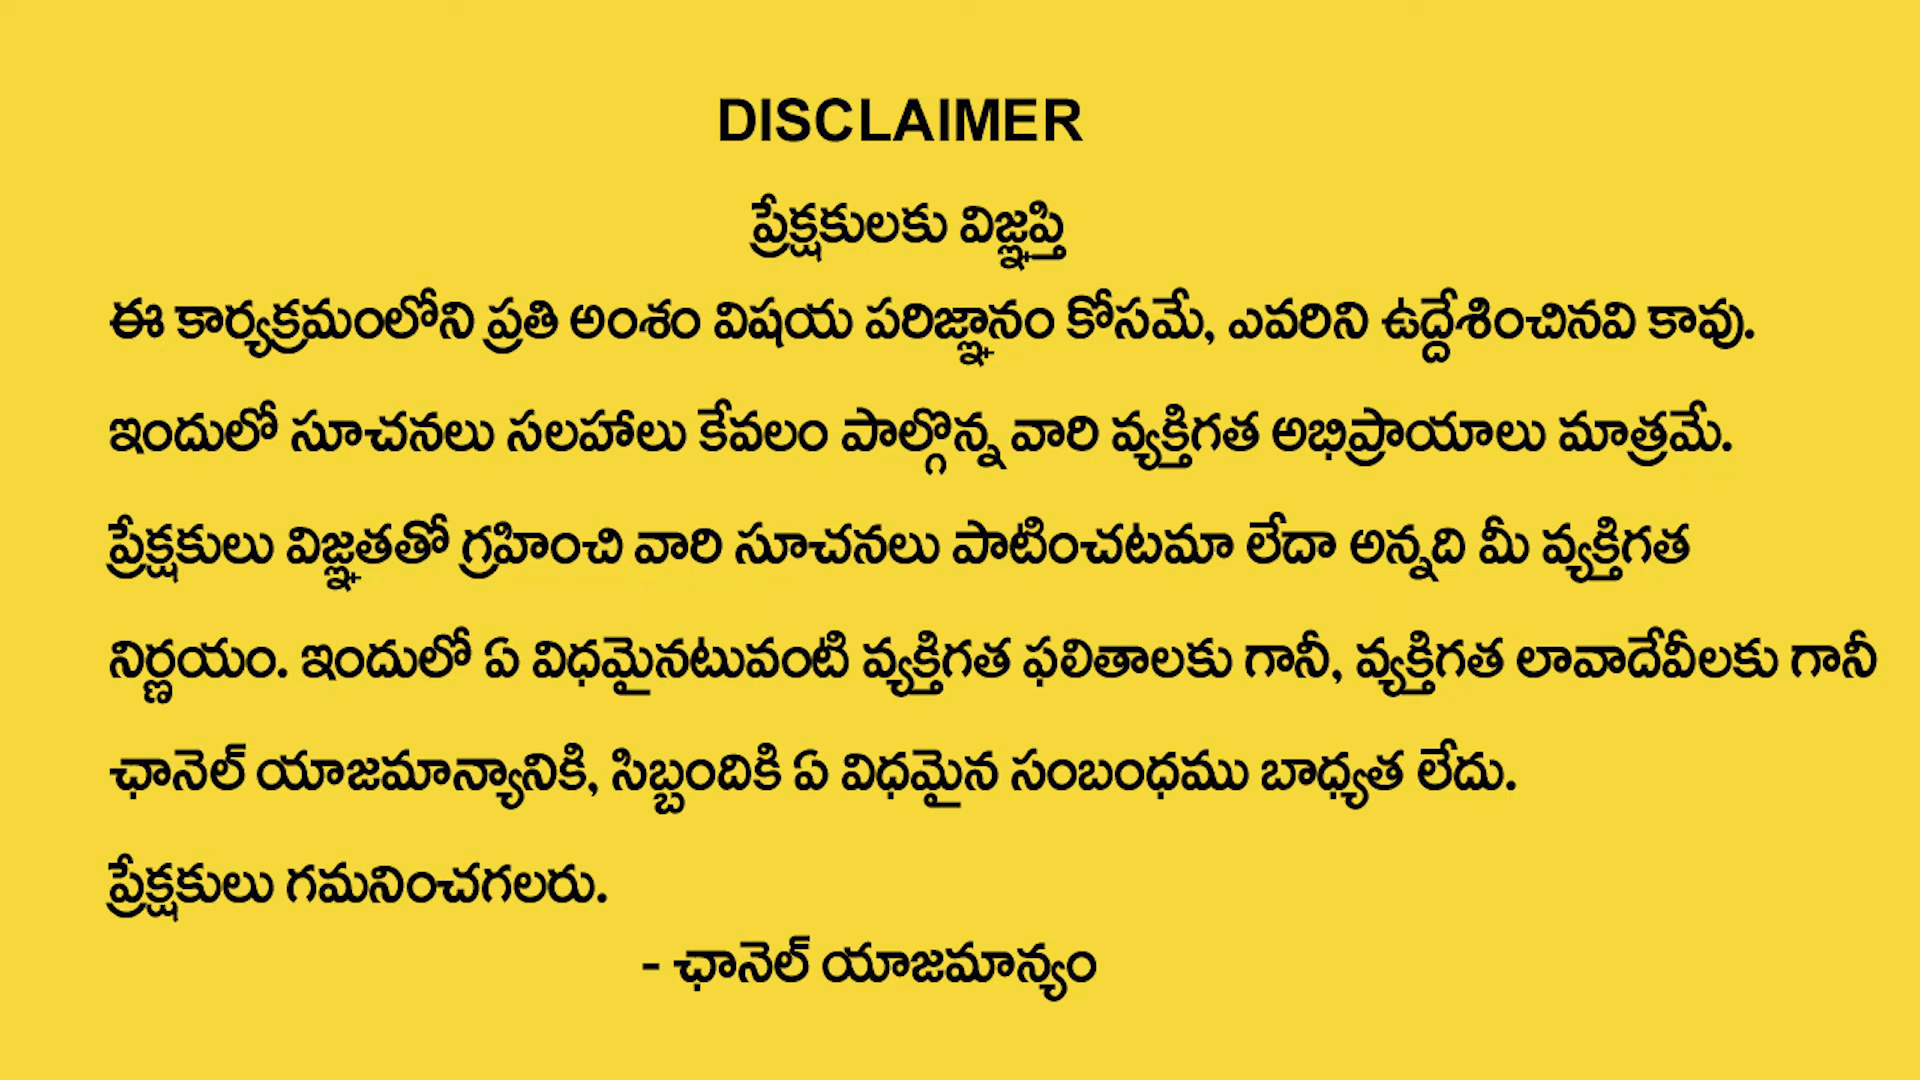 DISCLAIMER
ప్రేక్షకులకు విజ్ఞప్తి
ఈ కార్యక్రమంలోని ప్రతి అంశం విషయ పరిజ్ఞానం కోసమే, ఎవరిని ఉద్దేశించినవి కావు.
ఇందులో సూచనలు సలహాలు కేవలం పాల్గొన్న వారి వ్యక్తిగత అభిప్రాయాలు మాత్రమే.
ప్రేక్షకులు విజ్ఞతతో గ్రహించి వారి సూచనలు పాటించటమా లేదా అన్నది మీ వ్యక్తిగత
నిర్ణయం. ఇందులో ఏ విధమైనటువంటి వ్యక్తిగత ఫలితాలకు గానీ, వ్యక్తిగత లావాదేవీలకు గానీ
ఛానెల్ యాజమాన్యానికి, సిబ్బందికి ఏ విధమైన సంబంధము బాధ్యత లేదు.
ప్రేక్షకులు గమనించగలరు.
- ఛానెల్ యాజమాన్యం